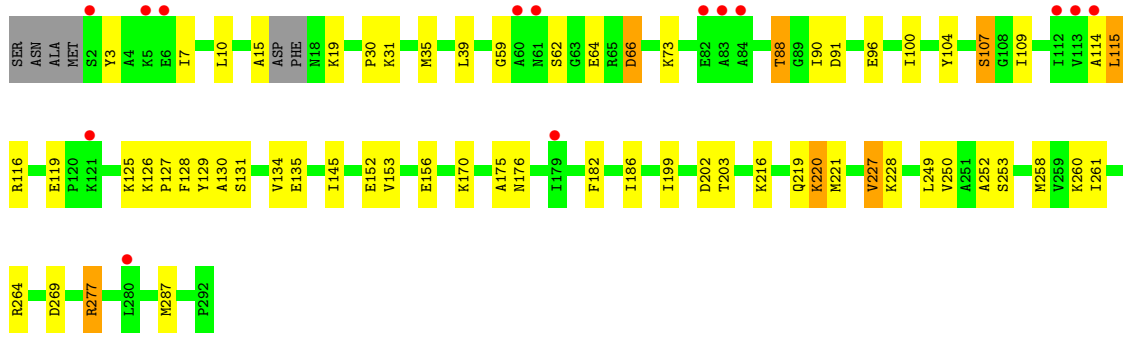 SER ASN ALA MET S2 Y3 A4 K5 E6 I7 L10 A15 ASP PHE N18 K19 P30 K31 M35 L39 G59 A60 N61 S62 G63 E64 R65 D66 K73 E82 A83 A84 T88 G89 I90 D91 E96 I100 Y104 S107 G108 I109 I112 V113 A114 L115
R116 E119 P120 K121 K125 K126 P127 F128 Y129 A130 S131 V134 E135 I145 E152 V153 E156 K170 A175 N176 I179 F182 I186 I199 D202 T203 K216 Q219 K220 M221 V227 K228 L249 V250 A251 A252 S253 M258 V259 K260 I261
R264 D269 R277 L280 M287 P292